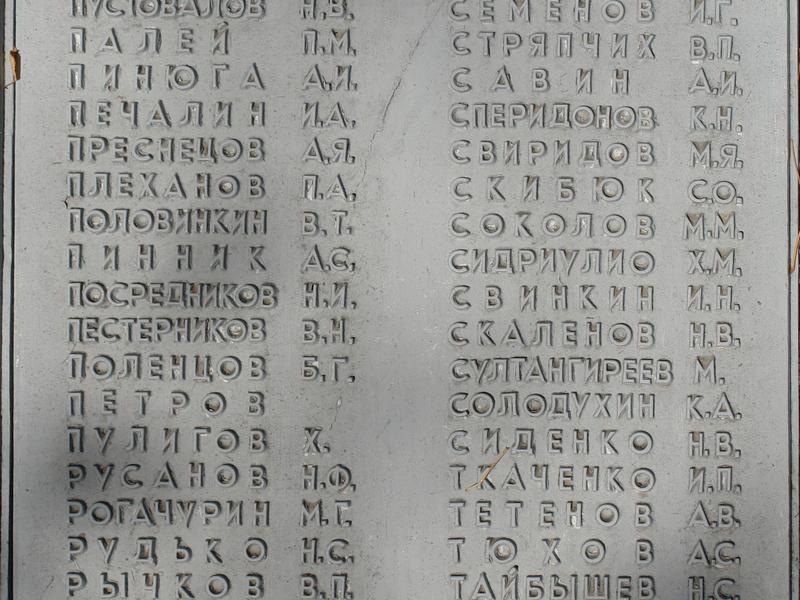 ПУСТОВАЛОВ Н.В.
ПАЛЕЙ П.М.
ПИНЮГА А.И.
ПЕЧАЛИН И.А.
ПРЕСНЕЦОВ А.Я.
ПЛЕХАНОВ П.А.
ПОЛОВИНКИН В.Т.
ПИННИК А.С.
ПОСРЕДНИКОВ Н.И.
ПЕСТЕРНИКОВ В.Н.
ПОЛЕНЦОВ Б.Г.
ПЕТРОВ
ПУЛИГОВ Х.
РУСАНОВ Н.Ф.
РОГАЧУРИН М.Г.
РУДЬКО Н.С.
РЫЧКОВ В.П.
СЕМЕНОВ И.Г.
СТРЯПЧИХ В.П.
САВИН А.И.
СПЕРИДОНОВ К.Н.
СВИРИДОВ М.Я.
СКИБЮК С.О.
СОКОЛОВ М.М.
СИДРИУЛИО Х.М.
СВИНКИН И.Н.
СКАЛЕНОВ Н.В.
СУЛТАНГИРЕЕВ М.
СОЛОДУХИН К.А.
СИДЕНКО Н.В.
ТКАЧЕНКО И.П.
ТЕТЕНОВ А.В.
ТЮХОВ А.С.
ТАЙБЫШЕВ Н.С.